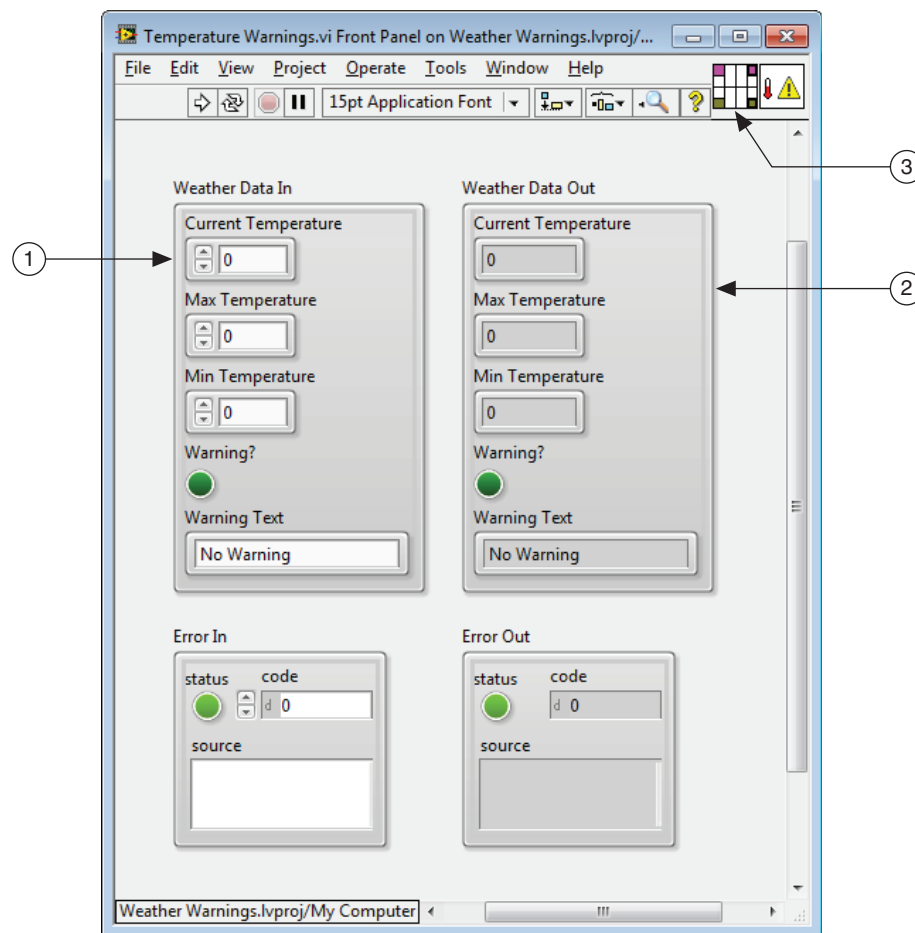 Temperature Warnings.vi Front Panel on Weather Warnings.lvproj/...
File Edit View Project Operate Tools Window Help
15pt Application Font
?
3
Weather Data In
Weather Data Out
Current Temperature
Current Temperature
1
0
0
2
Max Temperature
Max Temperature
0
0
Min Temperature
Min Temperature
0
0
Warning?
Warning?
Warning Text
Warning Text
No Warning
No Warning
Error In
Error Out
status code
status code
d 0
d 0
source
source
Weather Warnings.lvproj/My Computer